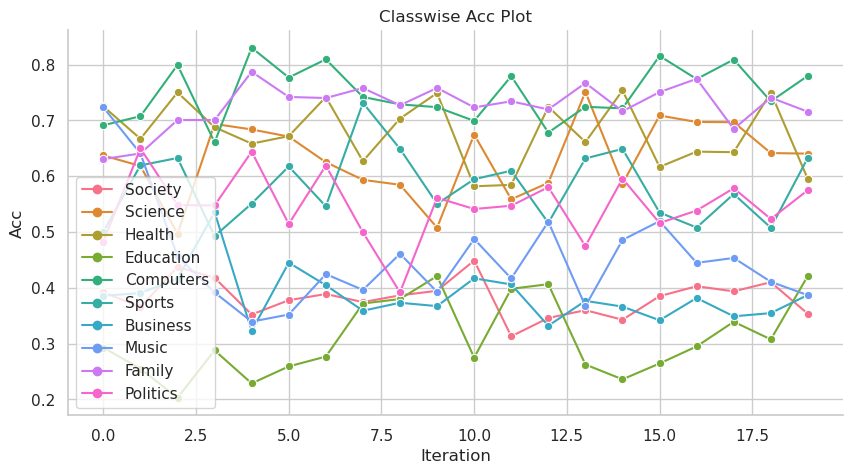 Classwise Acc Plot
Acc
0.8
0.7
0.6
0.5
0.4
0.3
0.2
Society
Science
Health
Education
Computers
Sports
Business
Music
Family
Politics
0.0 2.5 5.0 7.5 10.0 12.5 15.0 17.5
Iteration